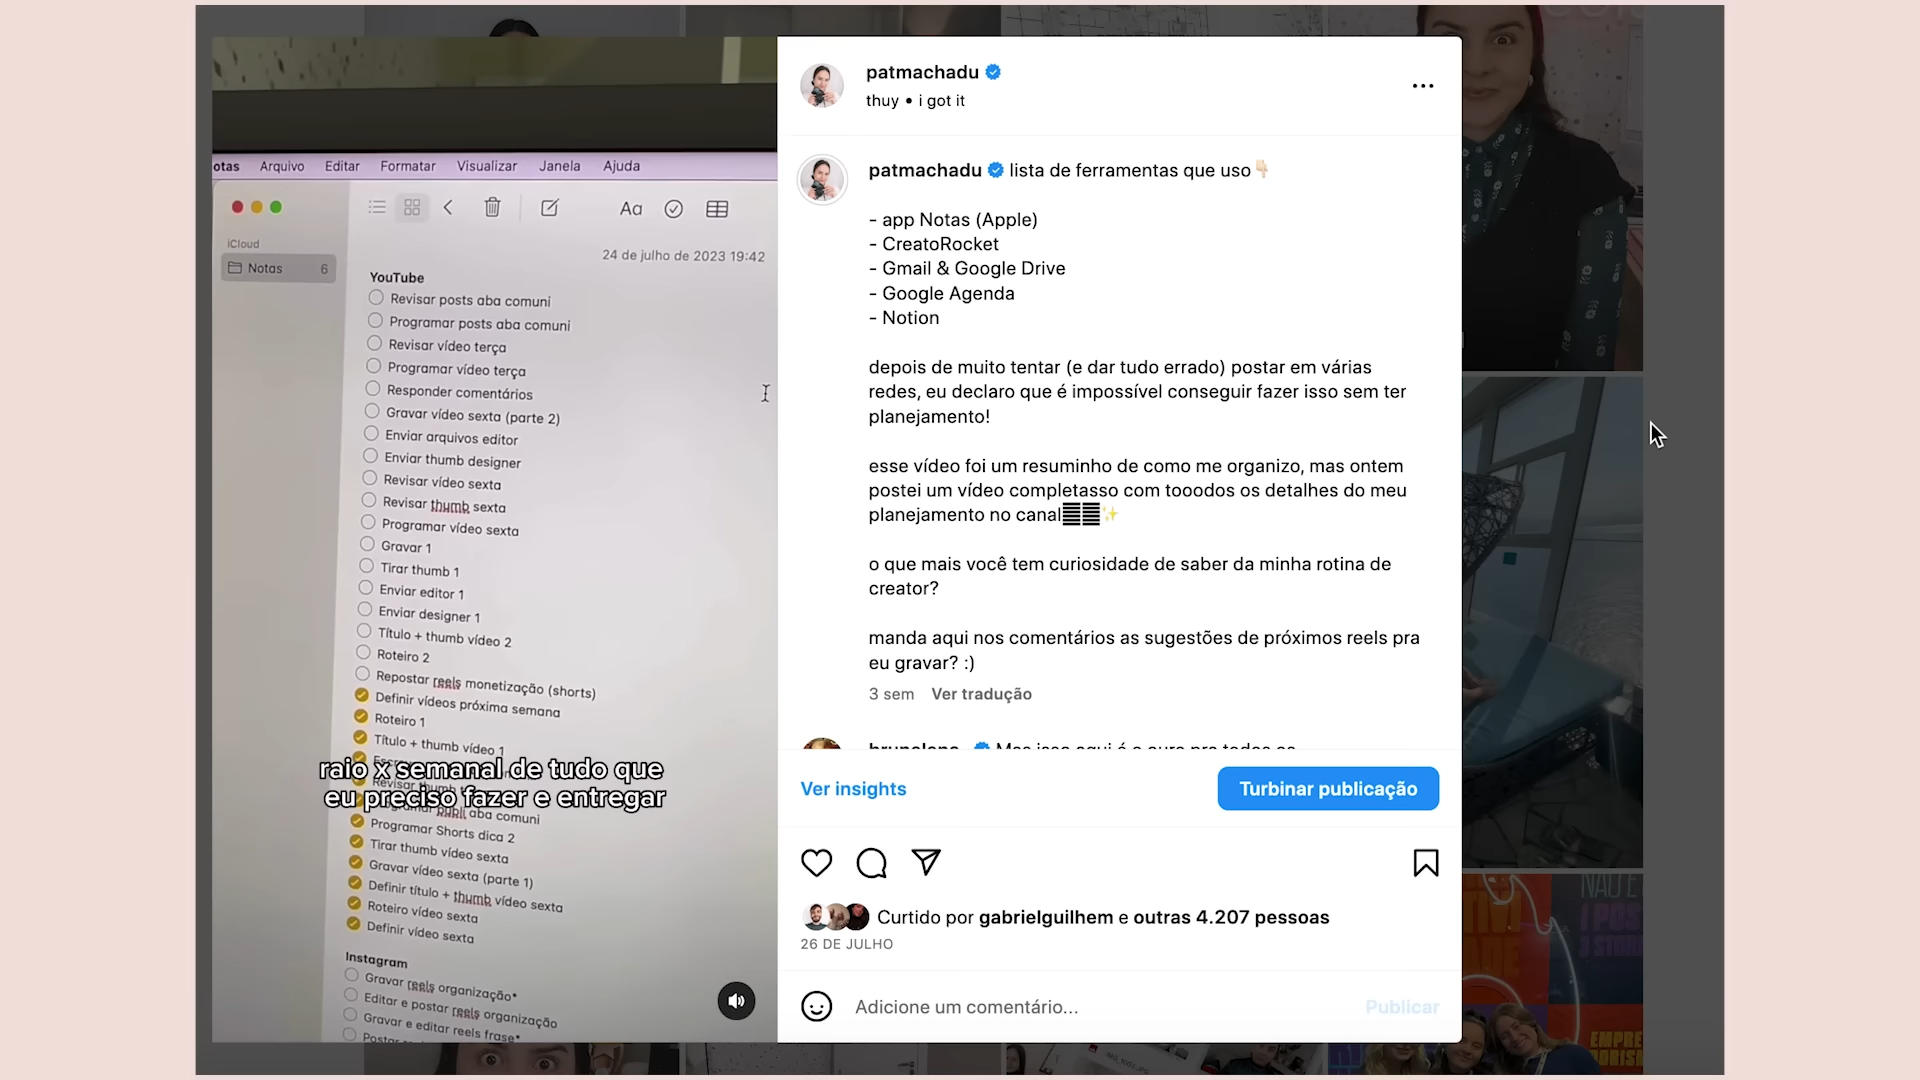 otas Arquivo Editar Formatar Visualizar Janela Ajuda
Aa
iCloud
Notas 6
24 de julho de 2023 19:42
YouTube
Revisar posts aba comuni
Programar posts aba comuni
Revisar vídeo terça
Programar vídeo terça
Responder comentários
Gravar vídeo sexta (parte 2)
Enviar arquivos editor
Enviar thumb designer
Revisar vídeo sexta
Revisar thumb sexta
Programar vídeo sexta
Gravar 1
Tirar thumb 1
Enviar editor 1
Enviar designer 1
Título + thumb vídeo 2
Roteiro 2
Repostar reels monetização (shorts)
Definir vídeos próxima semana
Roteiro 1
Título + thumb vídeo 1
raio x semanal de tudo que
eu preciso fazer e entregar
Programar Shorts dica 2
Tirar thumb vídeo sexta
Gravar vídeo sexta (parte 1)
Definir título + thumb vídeo sexta
Roteiro vídeo sexta
Definir vídeo sexta
Instagram
Gravar reels organização*
Editar e postar reels organização
Gravar e editar reels frase*
patmachadu
thuy • i got it
patmachadu lista de ferramentas que uso👇🏻
- app Notas (Apple)
- CreatoRocket
- Gmail & Google Drive
- Google Agenda
- Notion
depois de muito tentar (e dar tudo errado) postar em várias
redes, eu declaro que é impossível conseguir fazer isso sem ter
planejamento!
esse vídeo foi um resuminho de como me organizo, mas ontem
postei um vídeo completasso com tooodos os detalhes do meu
planejamento no canal✨
o que mais você tem curiosidade de saber da minha rotina de
creator?
manda aqui nos comentários as sugestões de próximos reels pra
eu gravar? :)
3 sem Ver tradução
Ver insights
Turbinar publicação
Curtido por gabrielguilhem e outras 4.207 pessoas
26 DE JULHO
Adicione um comentário...
Publicar